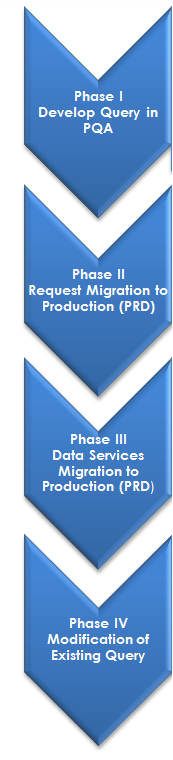 Phase I
Develop Query in
PQA
Phase II
Request Migration to
Production (PRD)
Phase III
Data Services
Migration to
Production (PRD)
Phase IV
Modification of
Existing Query